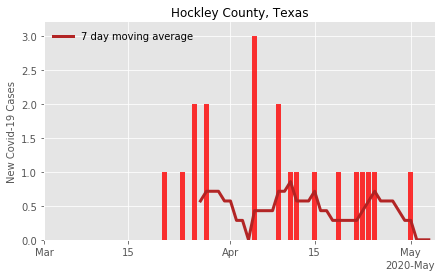 Hockley County, Texas
7 day moving average
New Covid-19 Cases
3.0
2.5
2.0
1.5
1.0
0.5
0.0
Mar 15 Apr 15 May
2020-May